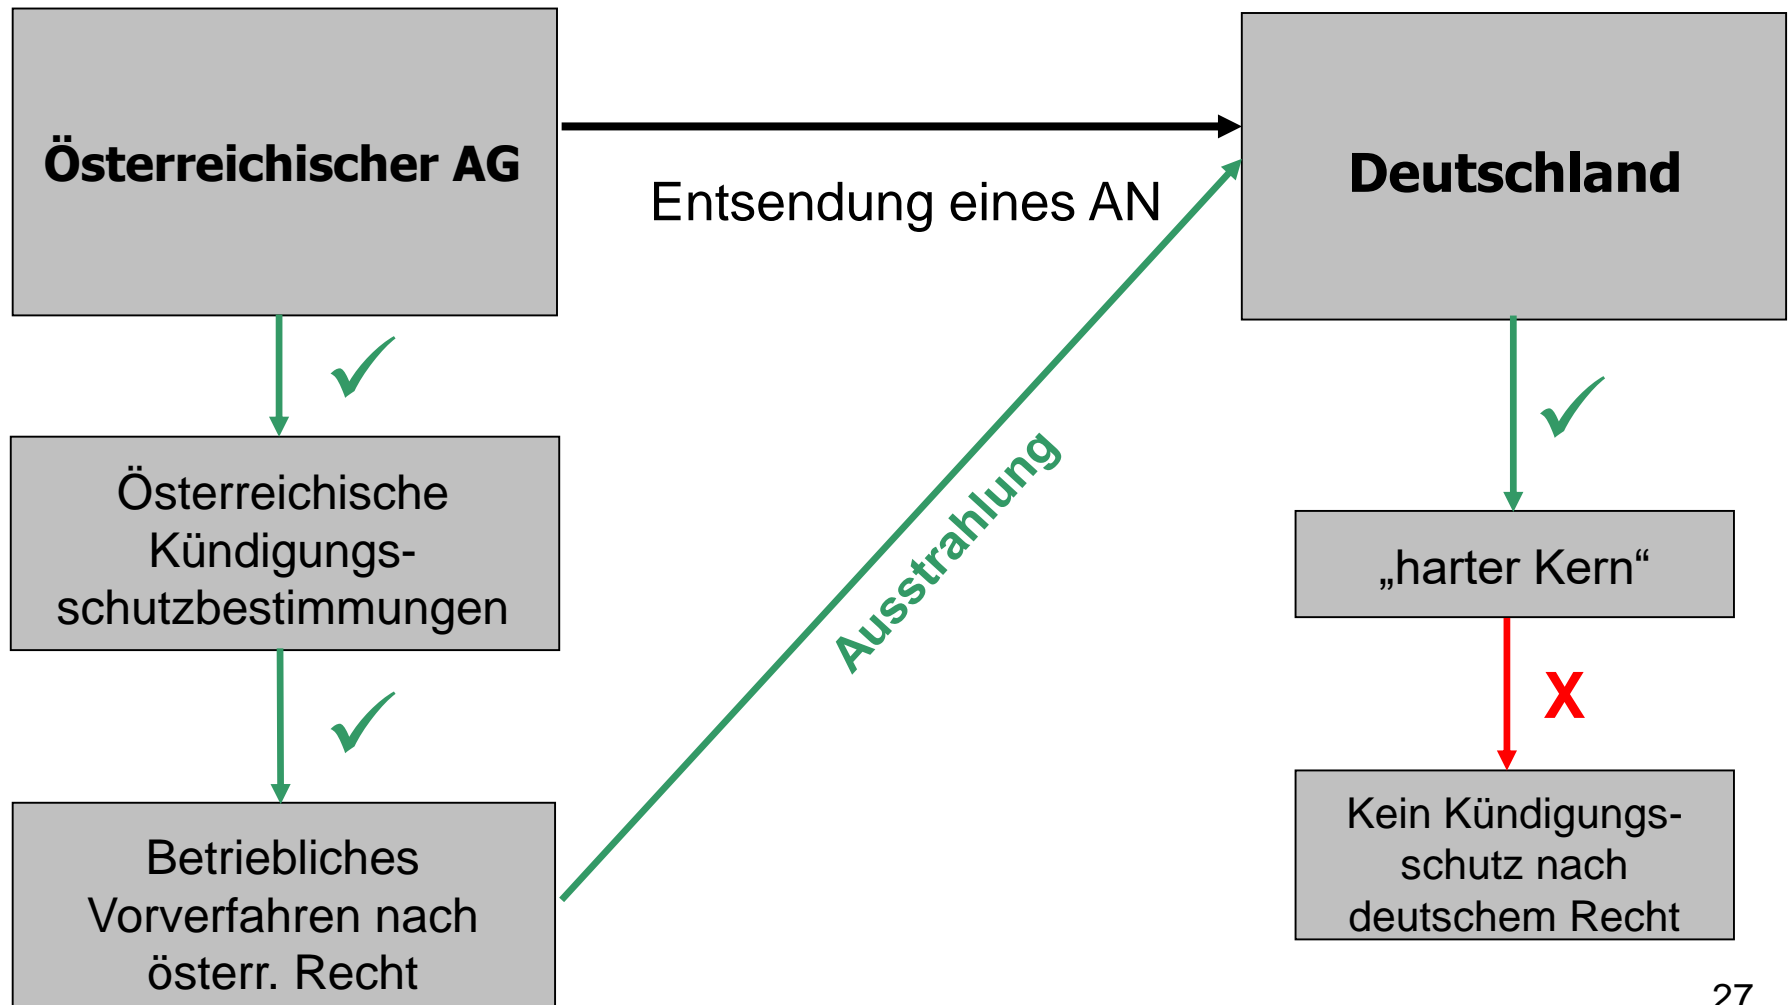 Österreichischer AG
Entsendung eines AN
Deutschland
Österreichische
Kündigungs-
schutzbestimmungen
Betriebliches
Vorverfahren nach
österr. Recht
Ausstrahlung
„harter Kern“
X
Kein Kündigungs-
schutz nach
deutschem Recht
27